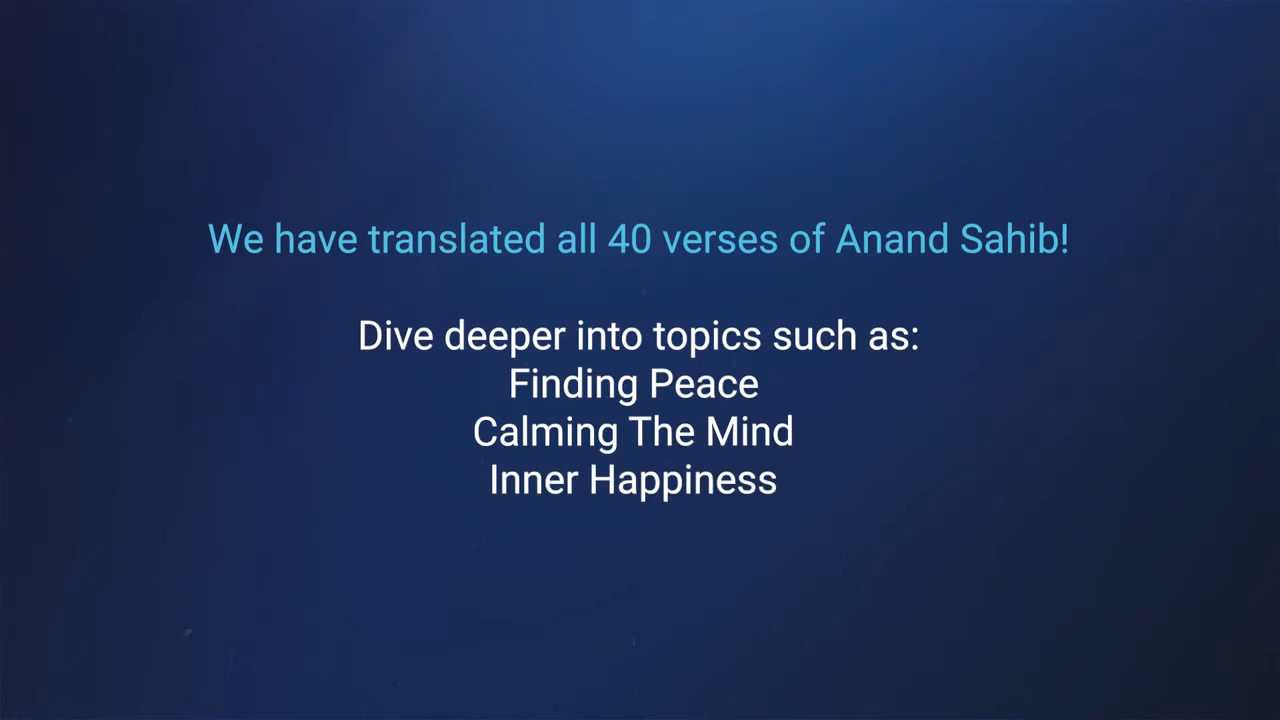 We have translated all 40 verses of Anand Sahib!
Dive deeper into topics such as:
Finding Peace
Calming The Mind
Inner Happiness